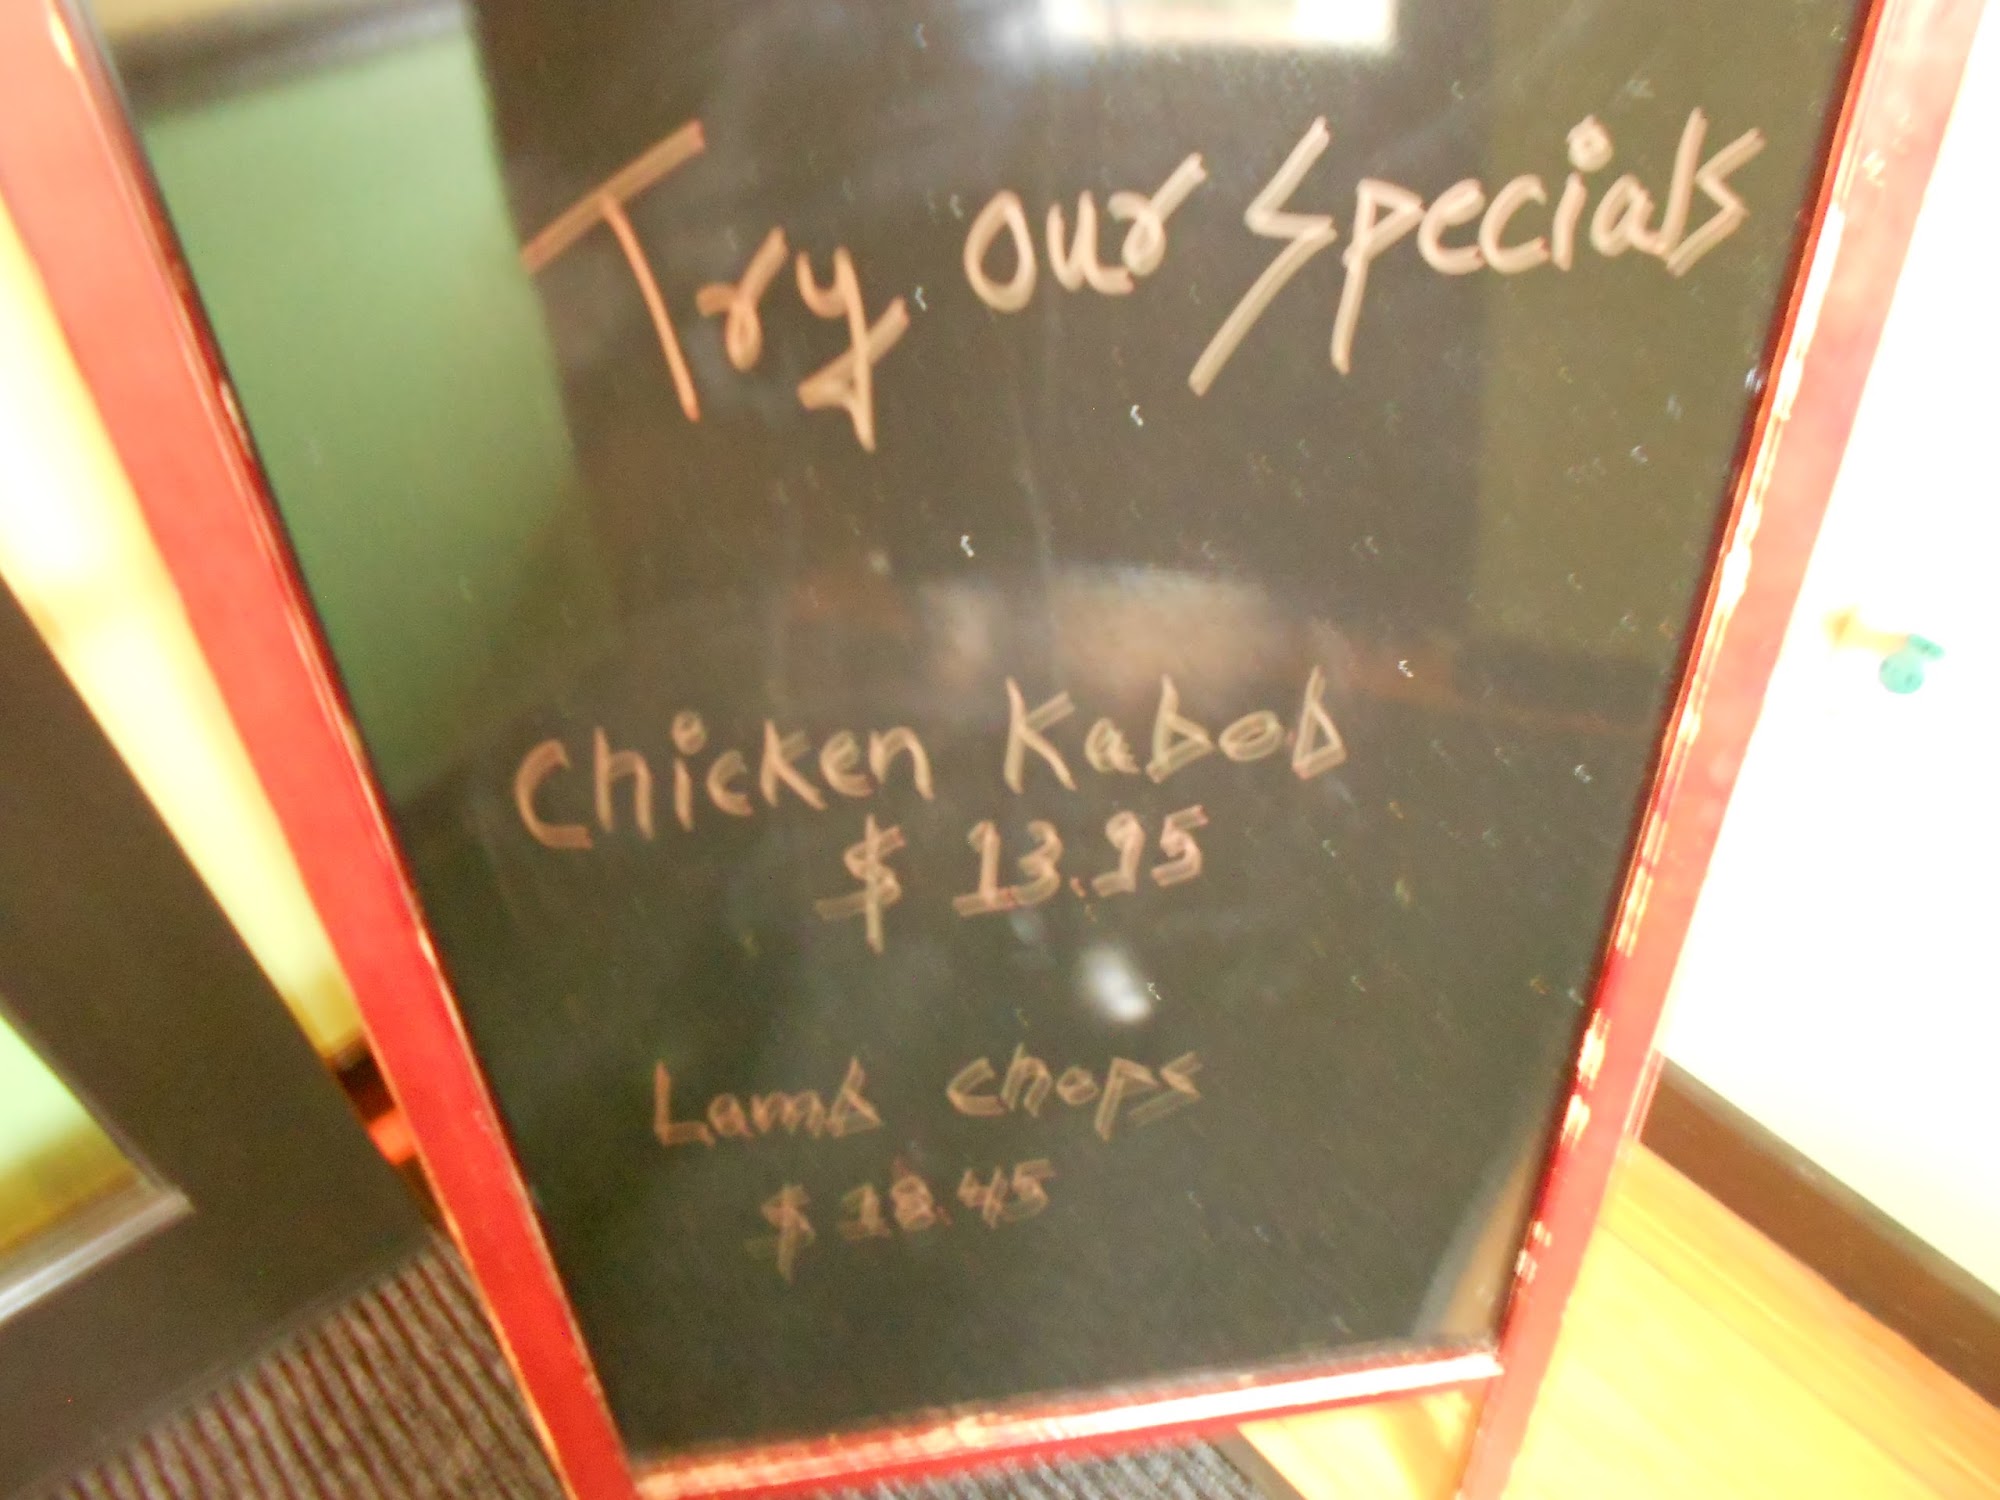 Try our Specials
Chicken Kabob
$ 13.95
Lamb Chops
$ 18.45